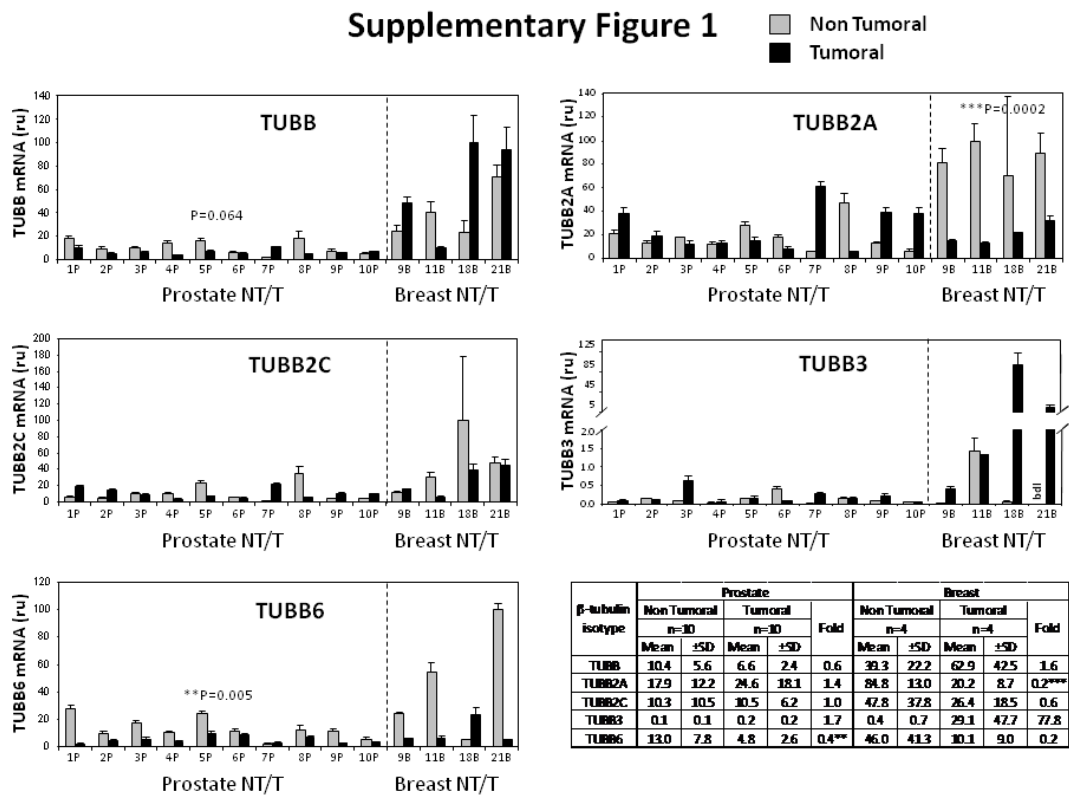 Supplementary Figure 1
Non Tumoral
Tumoral
TUBB mRNA (ru)
140
120
100
80
60
40
20
0
TUBB
P=0.064
1P 2P 3P 4P 5P 6P 7P 8P 9P 10P 9B 11B 18B 21B
Prostate NT/T Breast NT/T
TUBB2A mRNA (ru)
140
120
100
80
60
40
20
0
TUBB2A
***P=0.0002
1P 2P 3P 4P 5P 6P 7P 8P 9P 10P 9B 11B 18B 21B
Prostate NT/T Breast NT/T
TUBB2C mRNA (ru)
200
180
160
140
120
100
80
60
40
20
0
TUBB2C
1P 2P 3P 4P 5P 6P 7P 8P 9P 10P 9B 11B 18B 21B
Prostate NT/T Breast NT/T
TUBB3 mRNA (ru)
125
85
45
5
2.0
1.5
1.0
0.5
0.0
TUBB3
bdl
1P 2P 3P 4P 5P 6P 7P 8P 9P 10P 9B 11B 18B 21B
Prostate NT/T Breast NT/T
TUBB6 mRNA (ru)
120
100
80
60
40
20
0
TUBB6
**P=0.005
1P 2P 3P 4P 5P 6P 7P 8P 9P 10P 9B 11B 18B 21B
Prostate NT/T Breast NT/T
β-tubulin isotype Prostate Breast
Non Tumoral Tumoral Fold Non Tumoral Tumoral Fold
n=10 n=10 n=4 n=4
Mean ±SD Mean ±SD Mean ±SD Mean ±SD
TUBB 10.4 5.6 6.6 2.4 0.6 39.3 22.2 62.9 42.5 1.6
TUBB2A 17.9 12.2 24.6 18.1 1.4 84.8 13.0 20.2 8.7 0.2***
TUBB2C 10.3 10.5 10.5 6.2 1.0 47.8 37.8 26.4 18.5 0.6
TUBB3 0.1 0.1 0.2 0.2 1.7 0.4 0.7 29.1 47.7 77.8
TUBB6 13.0 7.8 4.8 2.6 0.4** 46.0 41.3 10.1 9.0 0.2